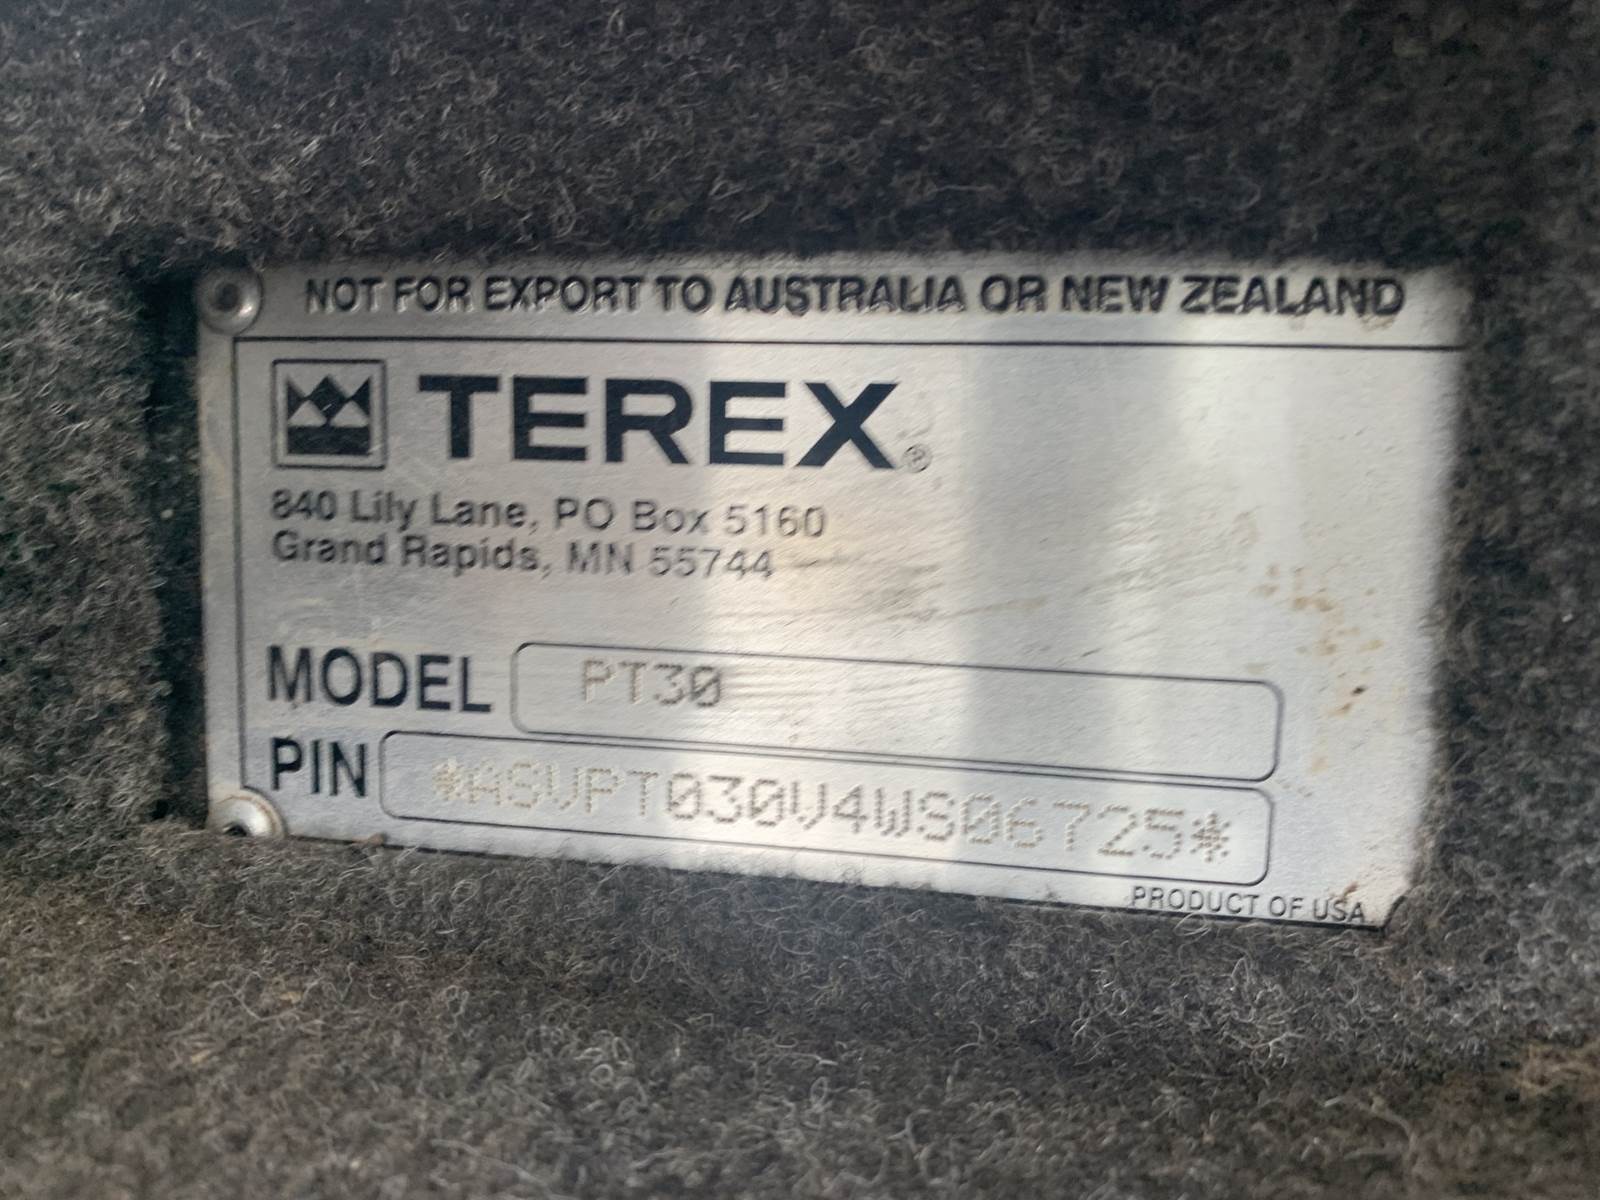 NOT FOR EXPORT TO AUSTRALIA OR NEW ZEALAND
TEREX®
840 Lily Lane, PO Box 5160
Grand Rapids, MN 55744
MODEL PT30
PIN *ASVPT030V4WS06725*
PRODUCT OF USA